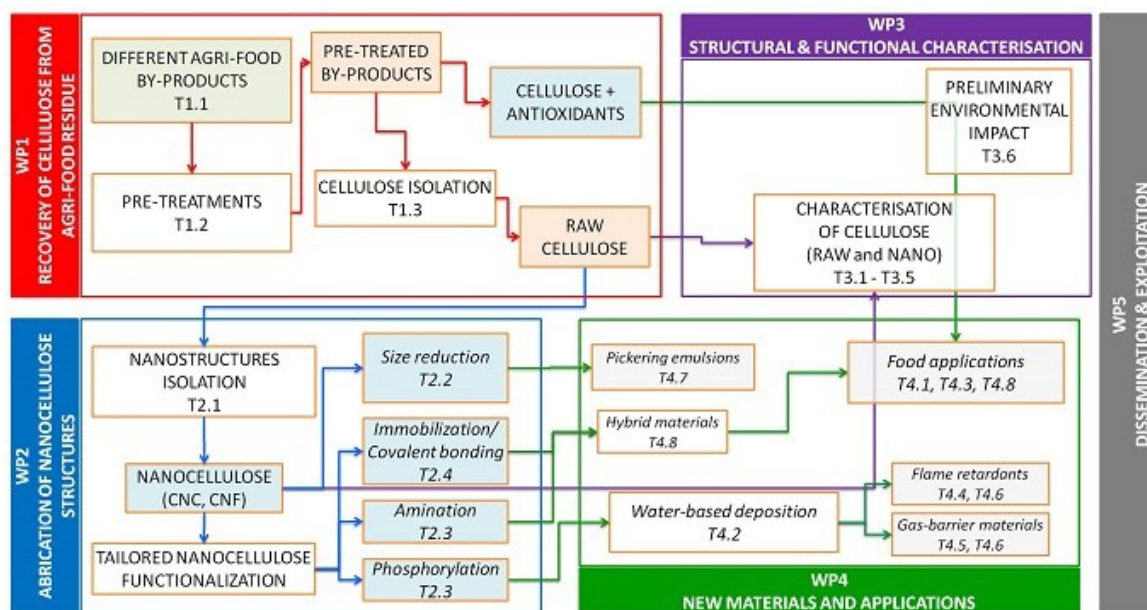 WP1
RECOVERY OF CELLILUOSE FROM
AGRI-FOOD RESIDUE
DIFFERENT AGRI-FOOD
BY-PRODUCTS
T1.1
PRE-TREATED
BY-PRODUCTS
CELLULOSE +
ANTIOXIDANTS
PRE-TREATMENTS
T1.2
CELLULOSE ISOLATION
T1.3
RAW
CELLULOSE
WP3
STRUCTURAL & FUNCTIONAL CHARACTERISATION
PRELIMINARY
ENVIRONMENTAL
IMPACT
T3.6
CHARACTERISATION
OF CELLULOSE
(RAW and NANO)
T3.1 - T3.5
WP2
ABRICATION OF NANOCELLULOSE
STRUCTURES
NANOSTRUCTURES
ISOLATION
T2.1
NANOCELLULOSE
(CNC, CNF)
TAILORED NANOCELLULOSE
FUNCTIONALIZATION
Size reduction
T2.2
Immobilization/
Covalent bonding
T2.4
Amination
T2.3
Phosphorylation
T2.3
Pickering emulsions
T4.7
Hybrid materials
T4.8
Water-based deposition
T4.2
Food applications
T4.1, T4.3, T4.8
Flame retardants
T4.4, T4.6
Gas-barrier materials
T4.5, T4.6
WP4
NEW MATERIALS AND APPLICATIONS
WP5
DISSEMINATION & EXPLOITATION